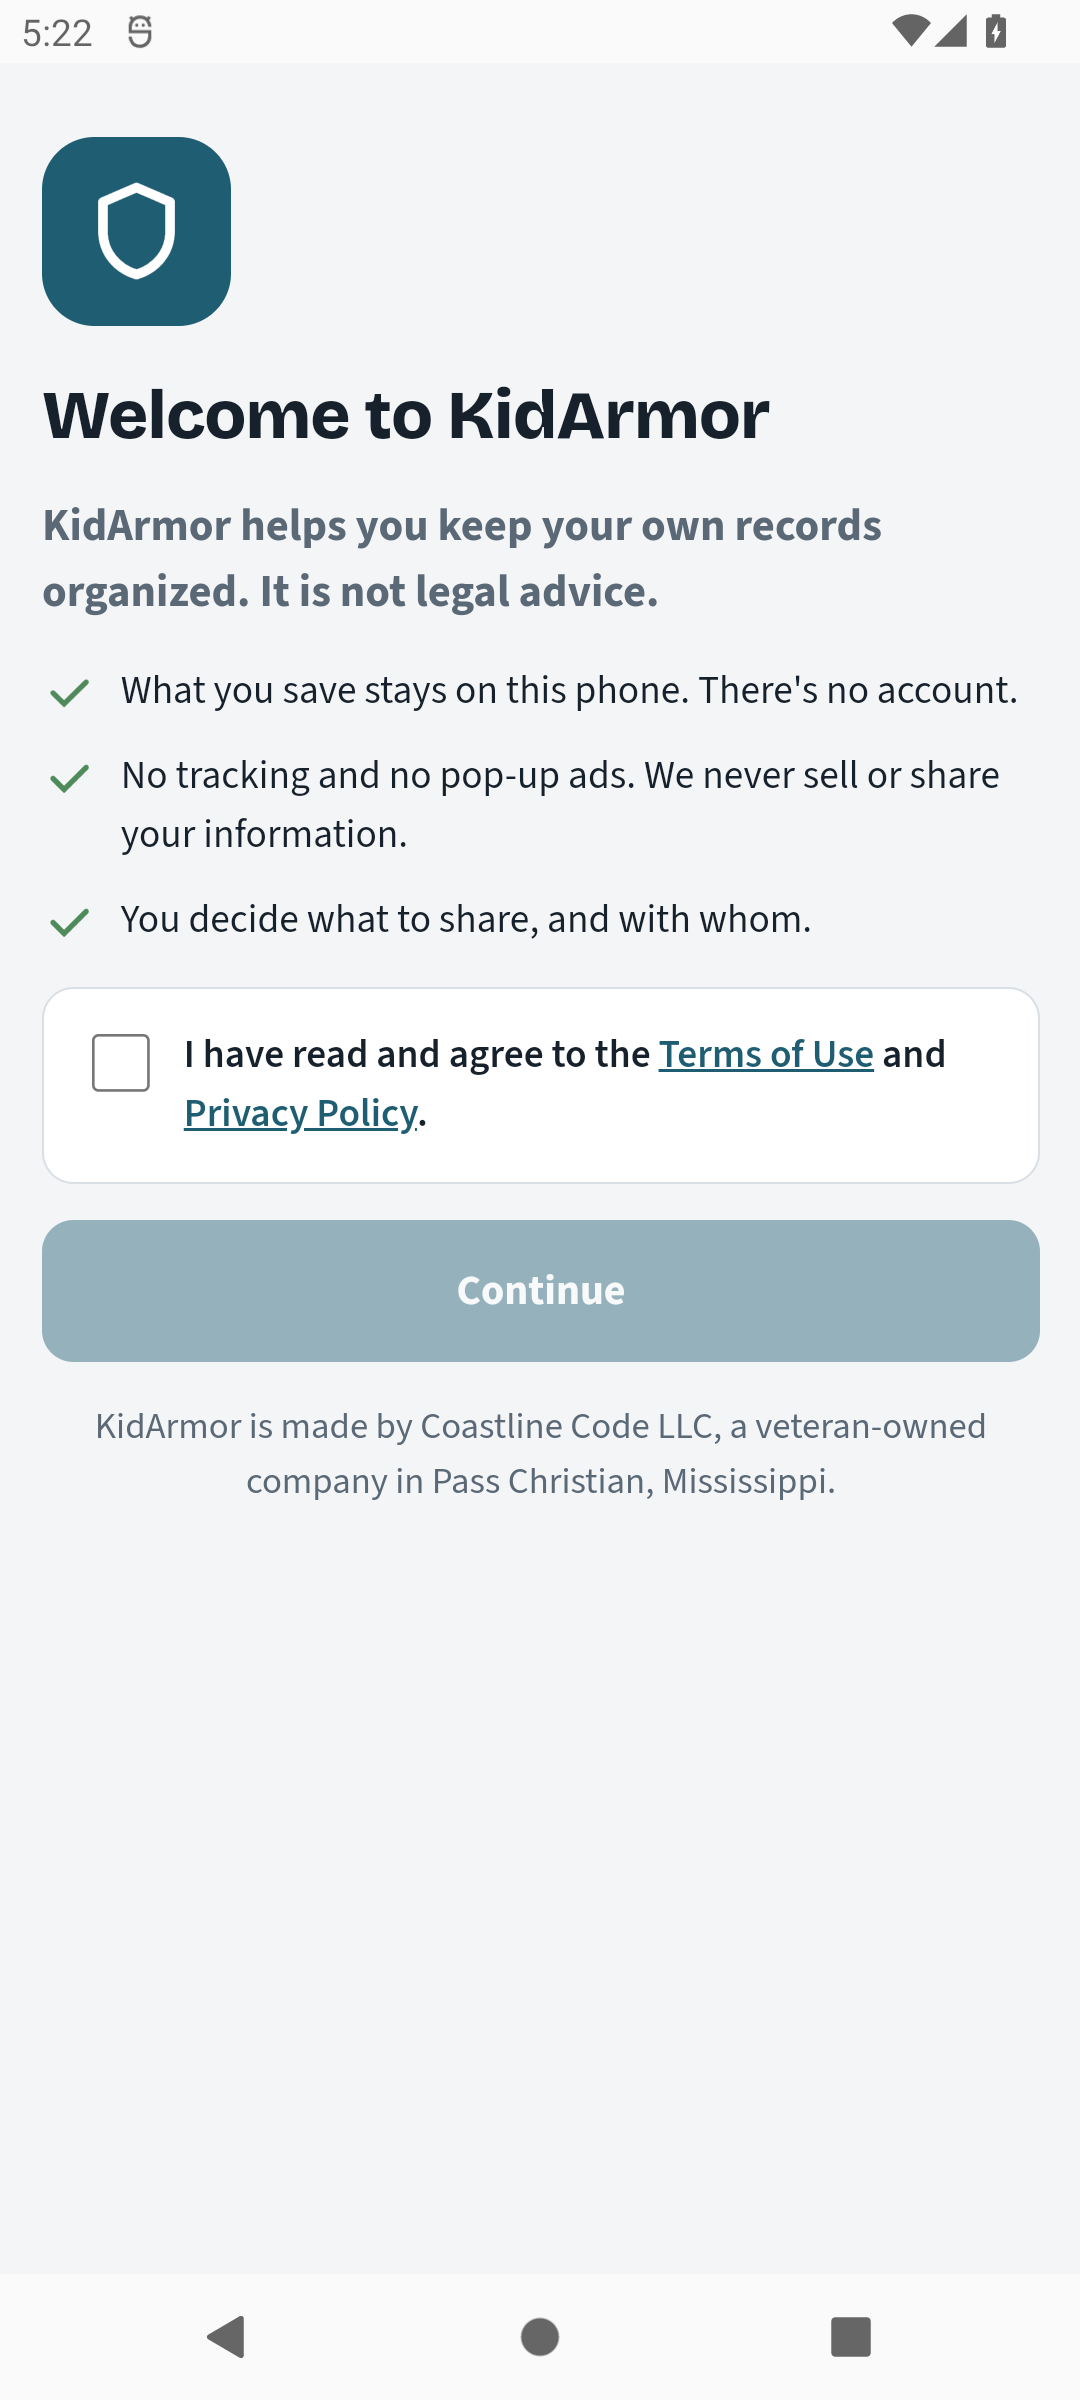 5:22
Welcome to KidArmor
KidArmor helps you keep your own records
organized. It is not legal advice.
What you save stays on this phone. There's no account.
No tracking and no pop-up ads. We never sell or share
your information.
You decide what to share, and with whom.
I have read and agree to the Terms of Use and
Privacy Policy.
Continue
KidArmor is made by Coastline Code LLC, a veteran-owned
company in Pass Christian, Mississippi.